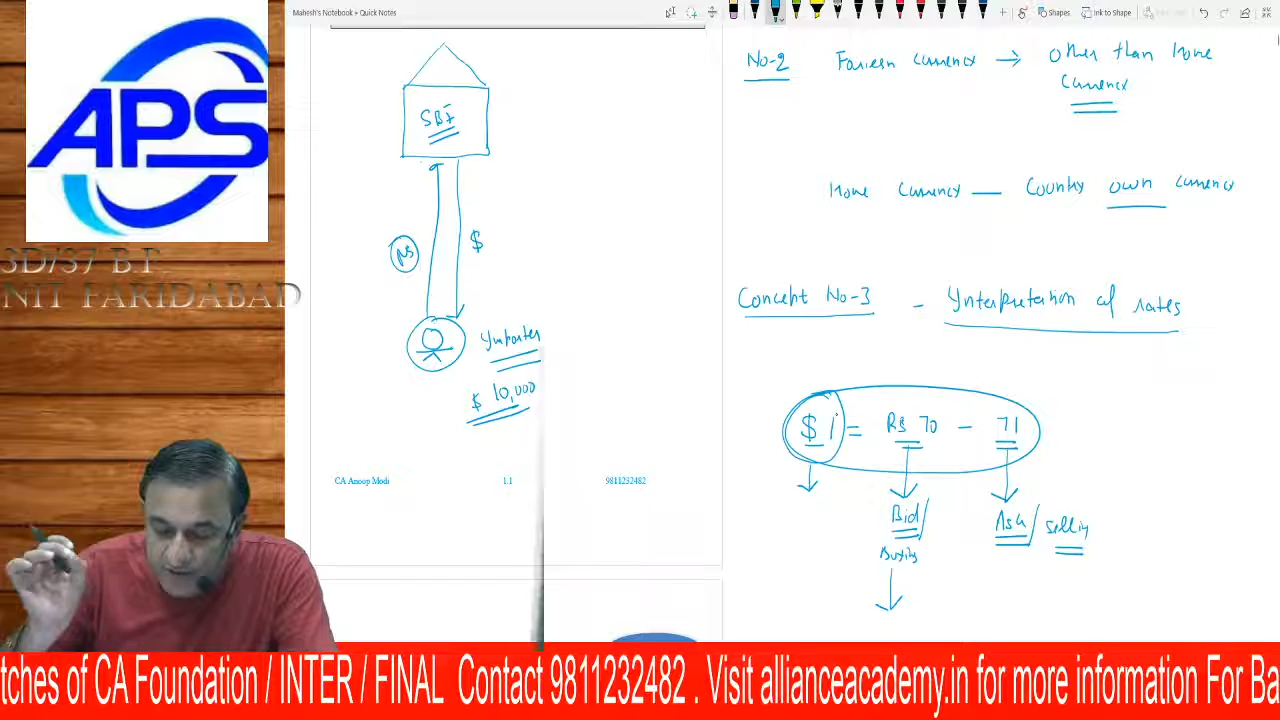 Mahesh's Notebook » Quick Notes
Shapes
Ink to Shape
APS
3D/37 B.P.
NIT FARIDABAD
SBI
Rs
$
Importer
$ 10,000
CA Anoop Modi
1.1
9811232482
No-2 Foriesn currency → other than Home
Currency
Home Currency — Country own currency
Concept No-3 - Interpretation of rates
$ 1 = Rs 70 - 71
Bid/
Buying
Ask / selling
tches of CA Foundation / INTER / FINAL Contact 9811232482 . Visit allianceacademy.in for more information For Ba